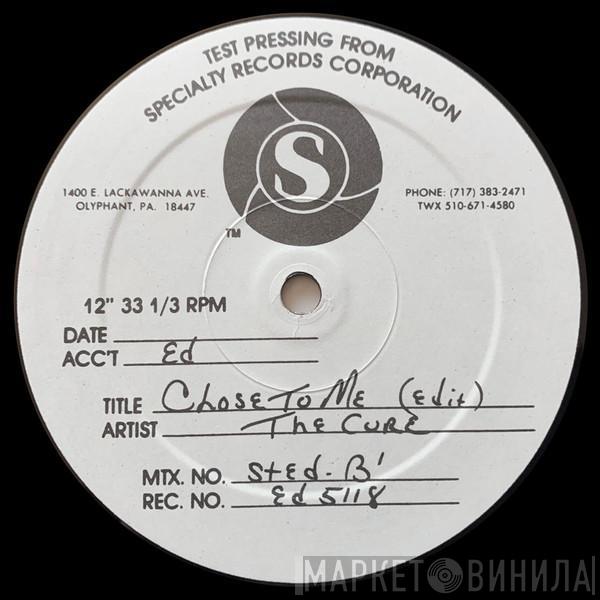 TEST PRESSING FROM
SPECIALTY RECORDS CORPORATION
S
TM
1400 E. LACKAWANNA AVE.
OLYPHANT, PA. 18447
PHONE: (717) 383-2471
TWX 510-671-4580
12" 33 1/3 RPM
DATE
ACC'T Ed
TITLE Close To Me (edit)
ARTIST The Cure
MTX. NO. Sted-B'
REC. NO. Ed 5118
МАРКЕТ ВИНИЛА